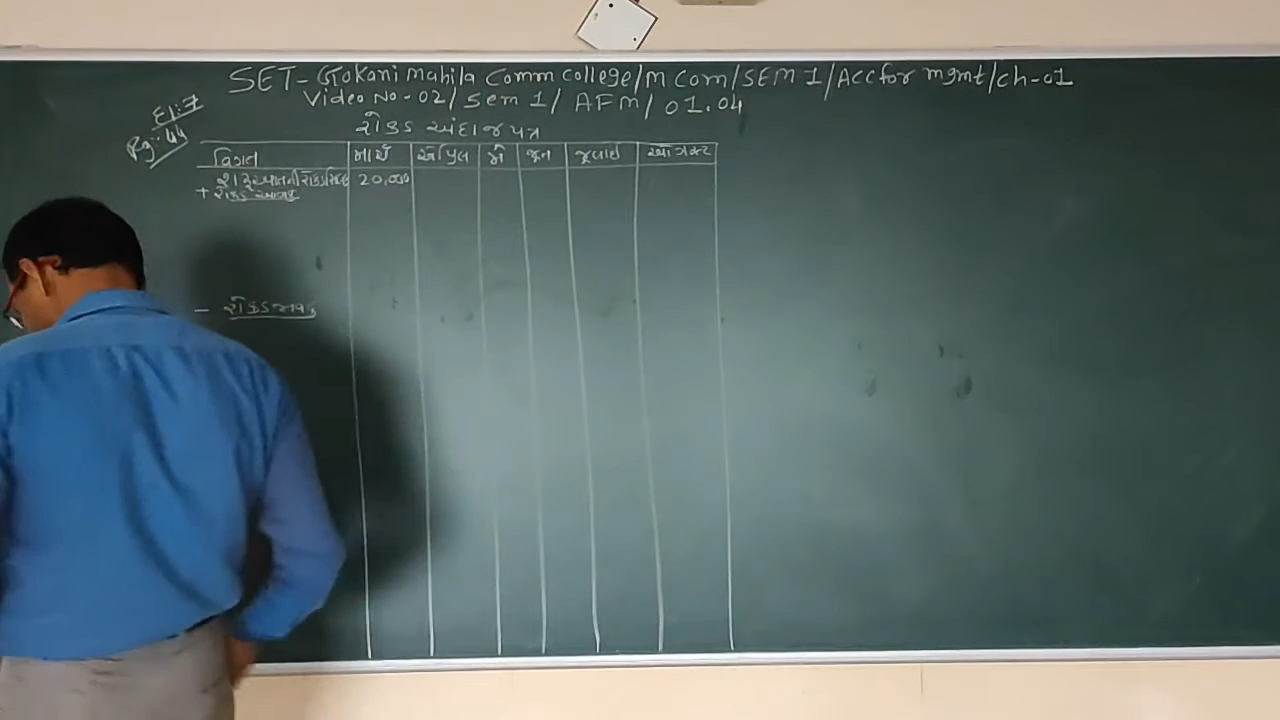 SET-Gokani Mahila Comm college/M Com/SEM 1/Acc for mgmt/ch-01
Video No-02/Sem 1/ AFM/ 01.04
દા:7
Pg:44
રોકડ અંદાજપત્ર
વિગત માર્ચ એપ્રિલ મે જૂન જૂલાઈ ઓગસ્ટ
શરૂઆતની રોકડ સિલક 20,000
+ રોકડ આવક
- રોકડ જાવક